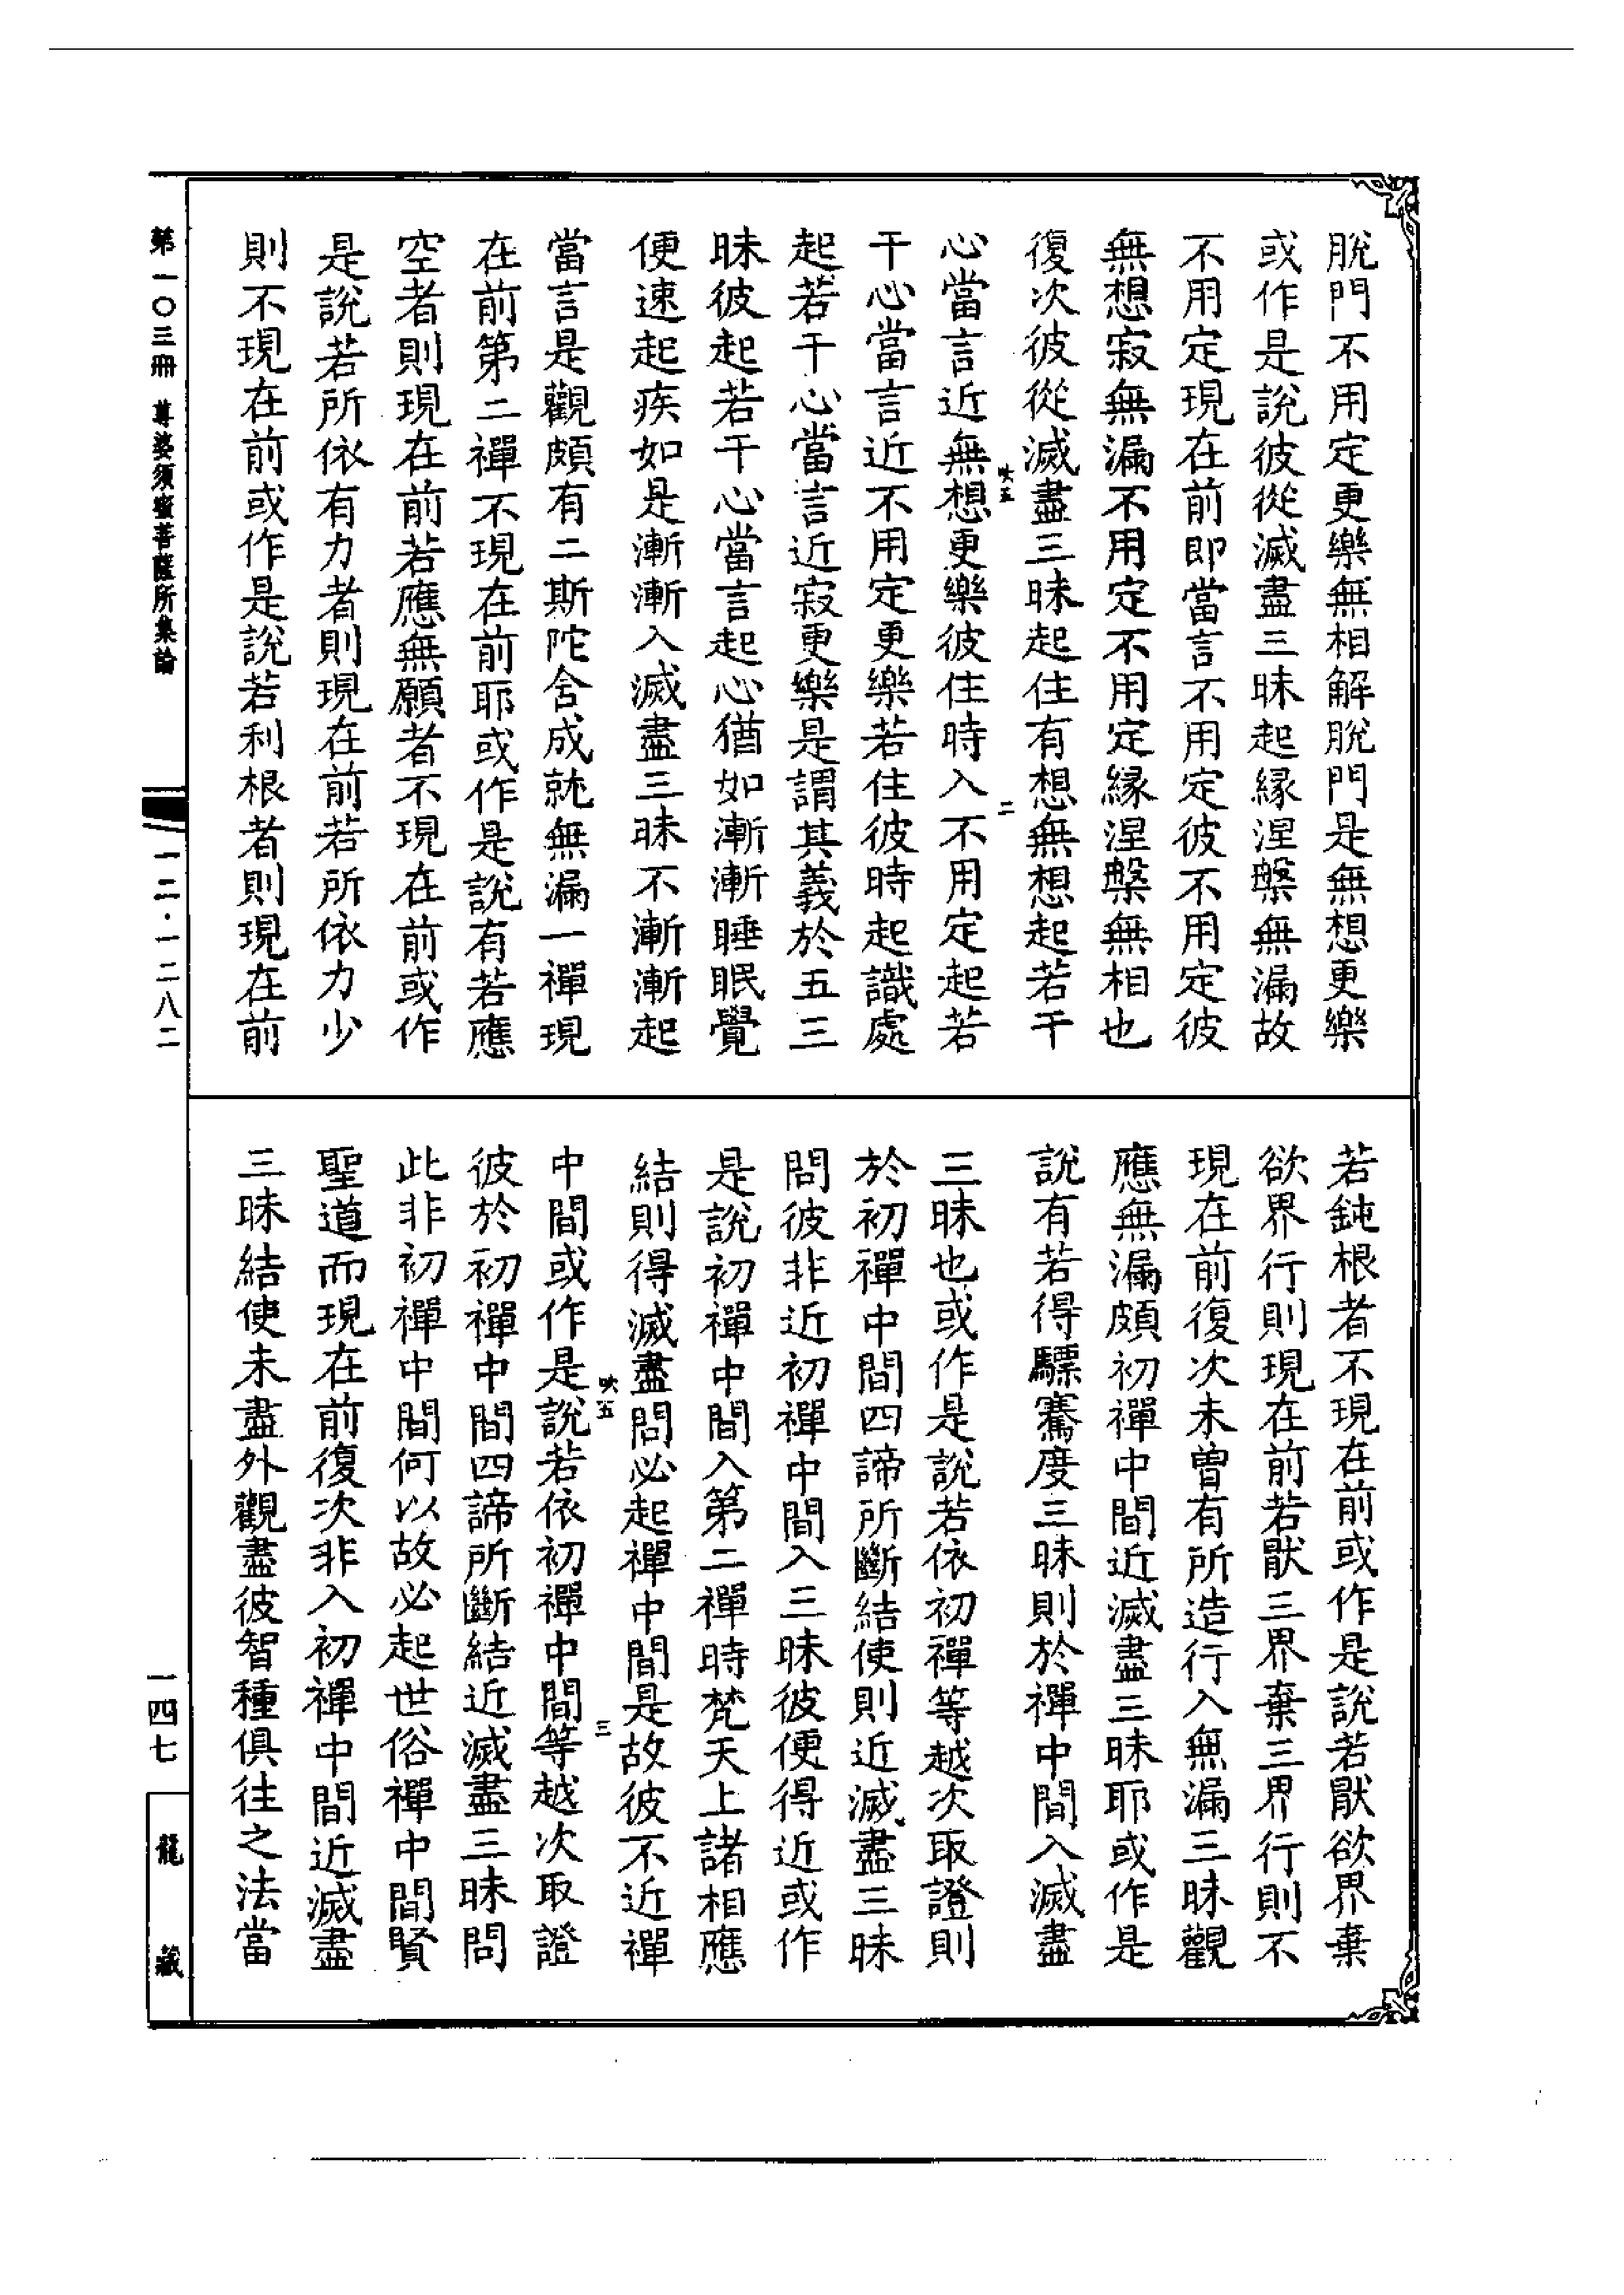 脫門不用定更樂無相解脫門是無想更樂
或作是說彼從滅盡三昧起緣涅槃無漏故
不用定現在前即當言不用定彼不用定彼
無想寂無漏不用定不用定緣涅槃無相也
復次彼從滅盡三昧起住有想無想起若干
心當言近無想更樂彼住時入不用定起若
干心當言近不用定更樂若住彼時起識處
起若干心當言近寂更樂是謂其義於五三
昧彼起若干心當言起心猶如漸漸睡眠覺
便速起疾如是漸漸入滅盡三昧不漸漸起
當言是觀頗有二斯陀含成就無漏一禪現
在前第二禪不現在前耶或作是說有若應
空者則現在前若應無願者不現在前或作
是說若所依有力者則現在前若所依力少
則不現在前或作是說若利根者則現在前
若鈍根者不現在前或作是說若厭欲界棄
欲界行則現在前若厭三界棄三界行則不
現在前復次未曾有所造行入無漏三昧觀
應無漏頗初禪中間近滅盡三昧耶或作是
說有若得驃騫度三昧則於禪中間入滅盡
三昧也或作是說若依初禪等越次取證則
於初禪中間四諦所斷結使則近滅盡三昧
問彼非近初禪中間入三昧彼便得近或作
是說初禪中間入第二禪時梵天上諸相應
結則得滅盡問必起禪中間是故彼不近禪
中間或作是說若依初禪中間等越次取證
彼於初禪中間四諦所斷結近滅盡三昧問
此非初禪中間何以故必起世俗禪中間賢
聖道而現在前復次非入初禪中間近滅盡
三昧結使未盡外觀盡彼智種俱往之法當
昳五
二
昳五
三
第一〇三冊 尊婆須蜜菩薩所集論
一二·一二八二
一四七
龍藏